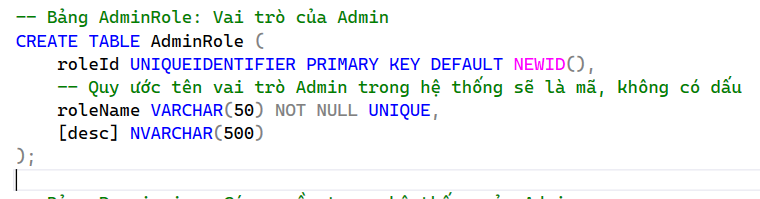 -- Bảng AdminRole: Vai trò của Admin
CREATE TABLE AdminRole (
    roleId UNIQUEIDENTIFIER PRIMARY KEY DEFAULT NEWID(),
    -- Quy ước tên vai trò Admin trong hệ thống sẽ là mã, không có dấu
    roleName VARCHAR(50) NOT NULL UNIQUE,
    [desc] NVARCHAR(500)
);